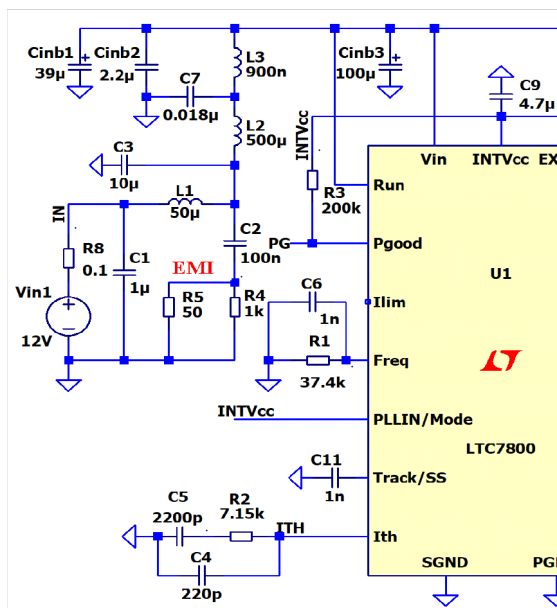 Cinb1
39µ
Cinb2
2.2µ
L3
900n
Cinb3
100µ
C7
0.018µ
C9
4.7µ
L2
500µ
INTVcc
Vin
INTVcc
EX
C3
10µ
R3
200k
Run
L1
50µ
IN
C2
100n
PG
Pgood
R8
0.1
C1
1µ
EMI
U1
C6
1n
Ilim
Vin1
12V
R5
50
R4
1k
R1
37.4k
Freq
INTVcc
PLLIN/Mode
LTC7800
C11
1n
Track/SS
C5
2200p
R2
7.15k
ITH
Ith
C4
220p
SGND
PG